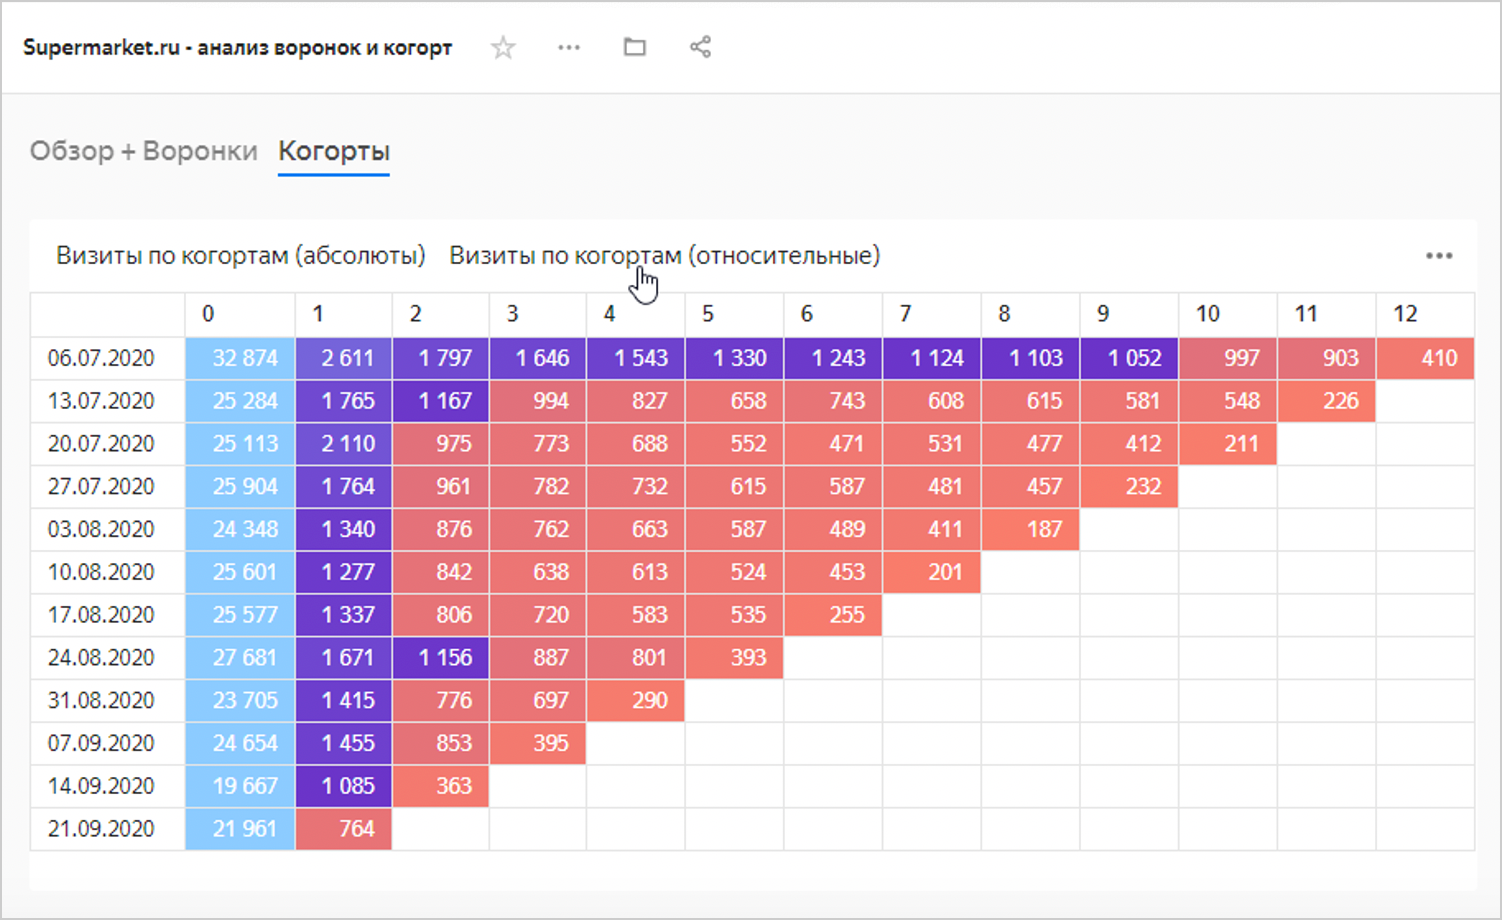 Supermarket.ru - анализ воронок и когорт
Обзор + Воронки Когорты
Визиты по когортам (абсолюты) Визиты по когортам (относительные)
0 1 2 3 4 5 6 7 8 9 10 11 12
06.07.2020 32 874 2 611 1 797 1 646 1 543 1 330 1 243 1 124 1 103 1 052 997 903 410
13.07.2020 25 284 1 765 1 167 994 827 658 743 608 615 581 548 226
20.07.2020 25 113 2 110 975 773 688 552 471 531 477 412 211
27.07.2020 25 904 1 764 961 782 732 615 587 481 457 232
03.08.2020 24 348 1 340 876 762 663 587 489 411 187
10.08.2020 25 601 1 277 842 638 613 524 453 201
17.08.2020 25 577 1 337 806 720 583 535 255
24.08.2020 27 681 1 671 1 156 887 801 393
31.08.2020 23 705 1 415 776 697 290
07.09.2020 24 654 1 455 853 395
14.09.2020 19 667 1 085 363
21.09.2020 21 961 764